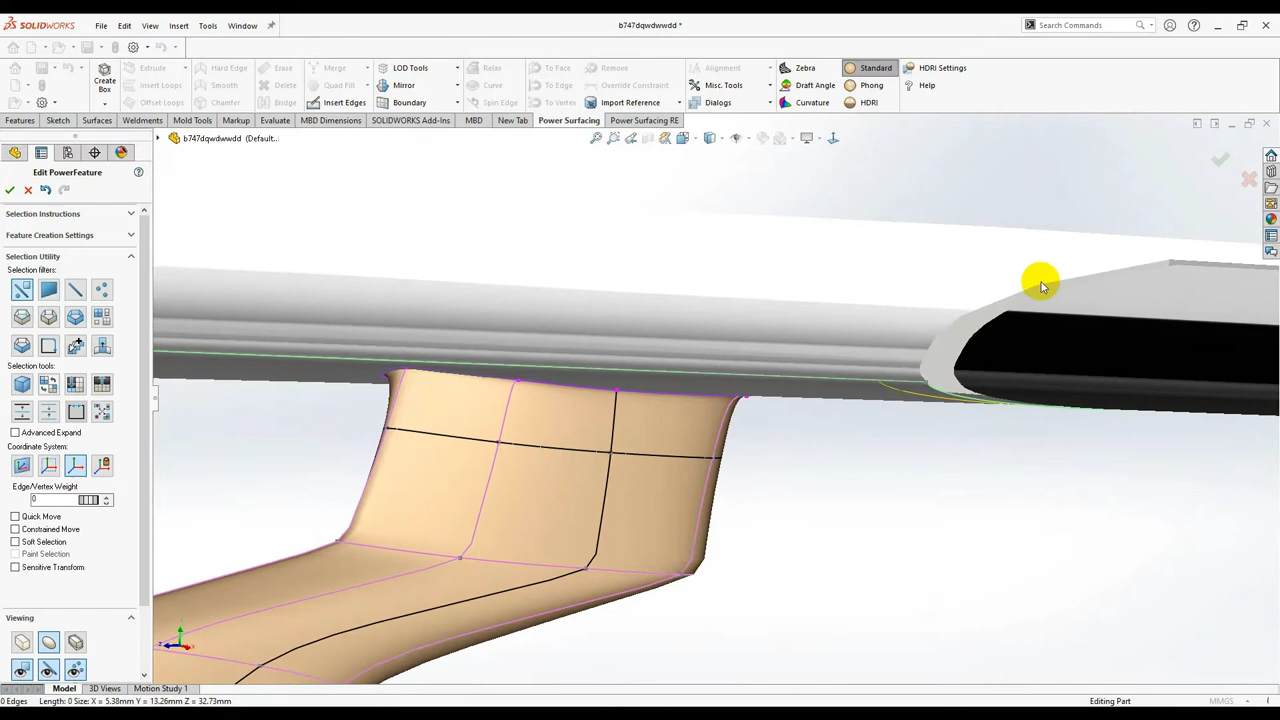 SOLIDWORKS File Edit View Insert Tools Window b747dqwdwwdd * Search Commands
Extrude Hard Edge Erase Merge LOD Tools Relax To Face Remove Alignment Zebra Standard HDRI Settings
Create Box Insert Loops Smooth Delete Quad Fill Mirror Curve To Edge Override Constraint Misc. Tools Draft Angle Phong Help
Offset Loops Chamfer Bridge Insert Edges Boundary Spin Edge To Vertex Import Reference Dialogs Curvature HDRI
Features Sketch Surfaces Weldments Mold Tools Markup Evaluate MBD Dimensions SOLIDWORKS Add-Ins MBD New Tab Power Surfacing Power Surfacing RE
b747dqwdwwdd (Default...
Edit PowerFeature
Selection Instructions
Feature Creation Settings
Selection Utility
Selection filters:
Selection tools:
Advanced Expand
Coordinate System:
Edge/Vertex Weight
0
Quick Move
Constrained Move
Soft Selection
Paint Selection
Sensitive Transform
Viewing
Model 3D Views Motion Study 1
0 Edges Length: 0 Size: X = 5.38mm Y = 13.26mm Z = 32.73mm Editing Part MMGS